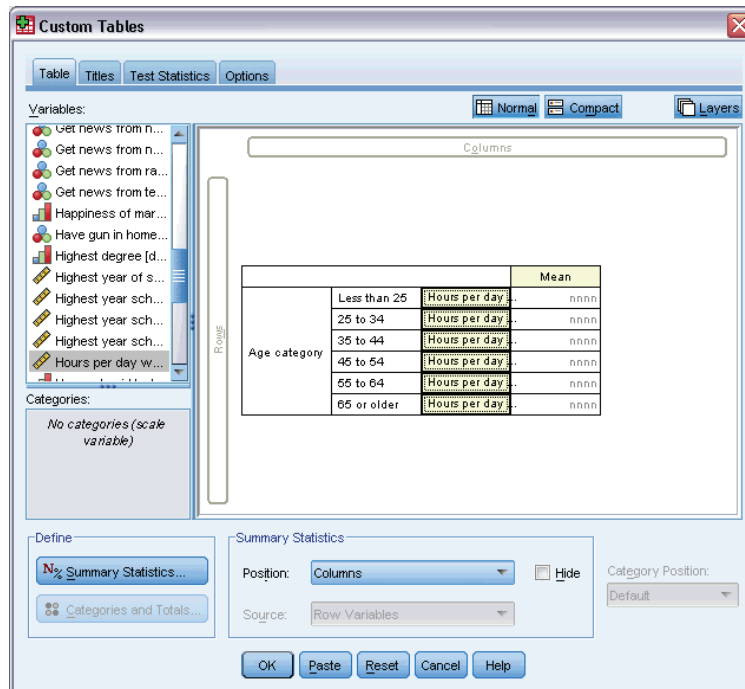 Custom Tables
Table Titles Test Statistics Options
Variables:
Normal Compact Layers
Get news from n...
Get news from n...
Get news from ra...
Get news from te...
Happiness of mar...
Have gun in home...
Highest degree [d...
Highest year of s...
Highest year sch...
Highest year sch...
Highest year sch...
Hours per day w...
Columns
Rows
Mean
Age category
Less than 25 Hours per day... nnnn
25 to 34 Hours per day... nnnn
35 to 44 Hours per day... nnnn
45 to 54 Hours per day... nnnn
55 to 64 Hours per day... nnnn
65 or older Hours per day... nnnn
Categories:
No categories (scale
variable)
Define
N% Summary Statistics...
Categories and Totals...
Summary Statistics
Position: Columns Hide
Source: Row Variables
Category Position:
Default
OK Paste Reset Cancel Help